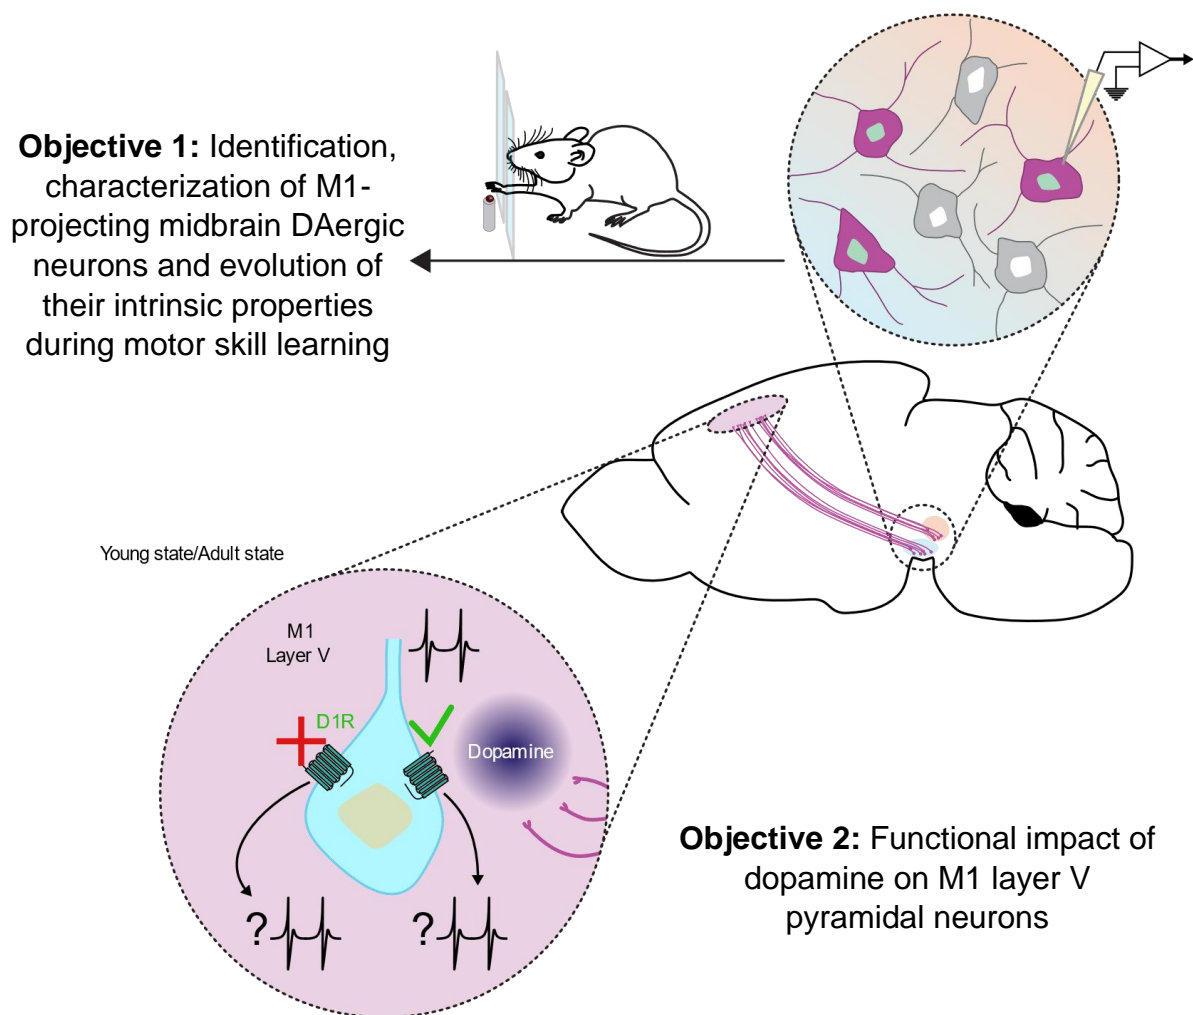 Objective 1: Identification,
characterization of M1-
projecting midbrain DAergic
neurons and evolution of
their intrinsic properties
during motor skill learning
Young state/Adult state
M1
Layer V
D1R
Dopamine
? ?
Objective 2: Functional impact of
dopamine on M1 layer V
pyramidal neurons